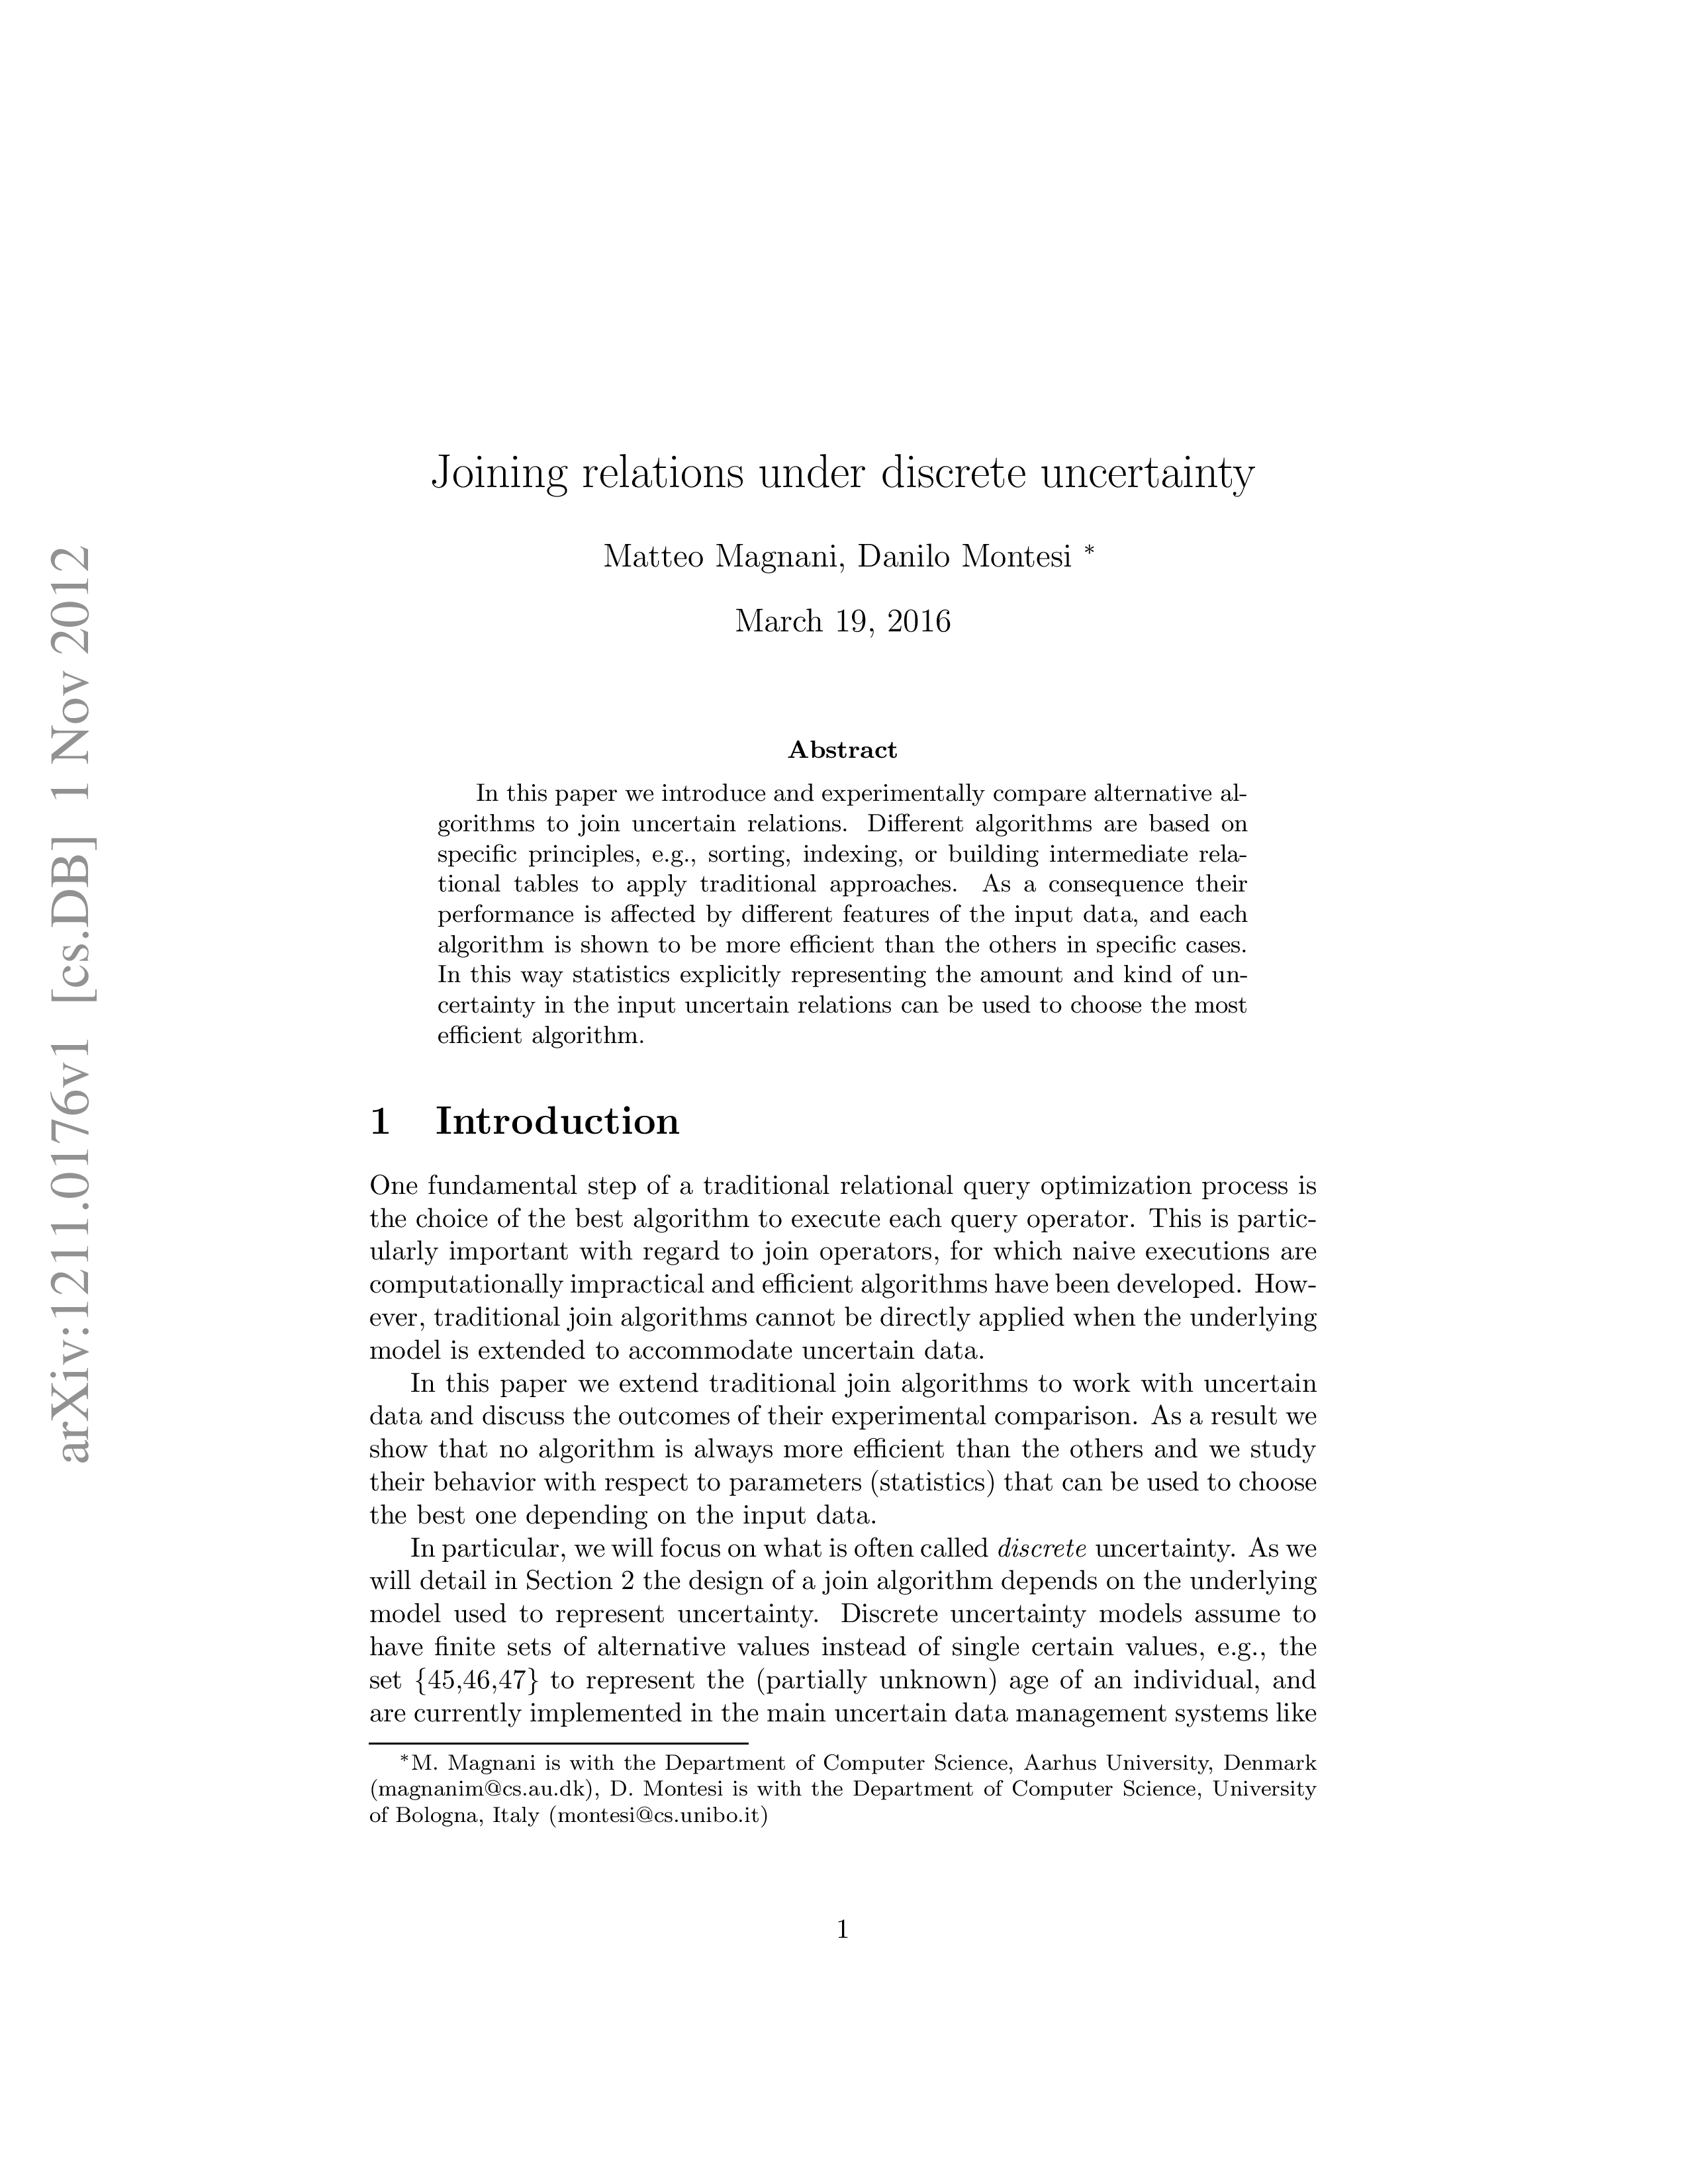 arXiv:1211.0176v1 [cs.DB] 1 Nov 2012
Joining relations under discrete uncertainty
Matteo Magnani, Danilo Montesi *
March 19, 2016
Abstract
In this paper we introduce and experimentally compare alternative al-
gorithms to join uncertain relations. Different algorithms are based on
specific principles, e.g., sorting, indexing, or building intermediate rela-
tional tables to apply traditional approaches. As a consequence their
performance is affected by different features of the input data, and each
algorithm is shown to be more efficient than the others in specific cases.
In this way statistics explicitly representing the amount and kind of un-
certainty in the input uncertain relations can be used to choose the most
efficient algorithm.
1 Introduction
One fundamental step of a traditional relational query optimization process is
the choice of the best algorithm to execute each query operator. This is partic-
ularly important with regard to join operators, for which naive executions are
computationally impractical and efficient algorithms have been developed. How-
ever, traditional join algorithms cannot be directly applied when the underlying
model is extended to accommodate uncertain data.
In this paper we extend traditional join algorithms to work with uncertain
data and discuss the outcomes of their experimental comparison. As a result we
show that no algorithm is always more efficient than the others and we study
their behavior with respect to parameters (statistics) that can be used to choose
the best one depending on the input data.
In particular, we will focus on what is often called discrete uncertainty. As we
will detail in Section 2 the design of a join algorithm depends on the underlying
model used to represent uncertainty. Discrete uncertainty models assume to
have finite sets of alternative values instead of single certain values, e.g., the
set {45,46,47} to represent the (partially unknown) age of an individual, and
are currently implemented in the main uncertain data management systems like
*M. Magnani is with the Department of Computer Science, Aarhus University, Denmark
(magnanim@cs.au.dk), D. Montesi is with the Department of Computer Science, University
of Bologna, Italy (montesi@cs.unibo.it)
1